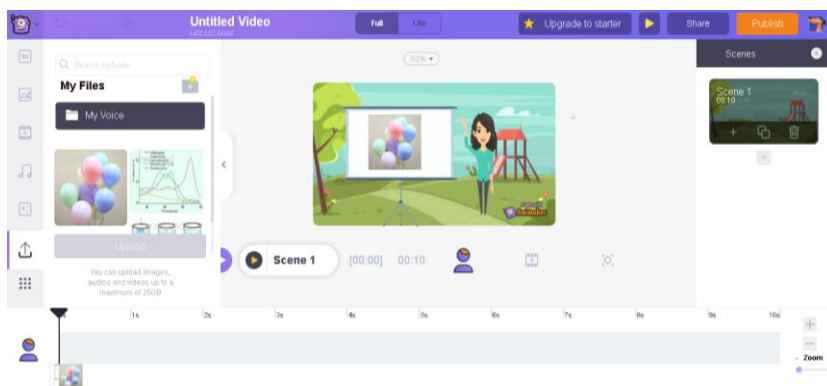 Untitled Video
Full
Lite
Upgrade to starter
Share
Publish
Search Uploads
My Files
My Voice
Upload
You can upload images,
audios and videos up to a
maximum of 25GB
50%
Scene 1
[00:00]
00:10
Scenes
Scene 1
00:10
1s
2s
3s
4s
5s
6s
7s
8s
9s
10s
Zoom